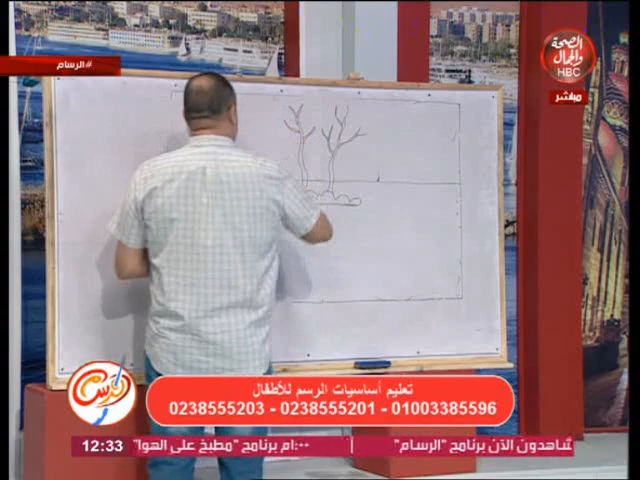 الصحة
والجمال
HBC
مباشر
#الرسام
تعليم أساسيات الرسم للأطفال
0238555203 - 0238555201 - 01003385596
12:33
شاهدون الآن برنامج "الرسام"
٠٠:م برنامج "مطبخ على الهوا"